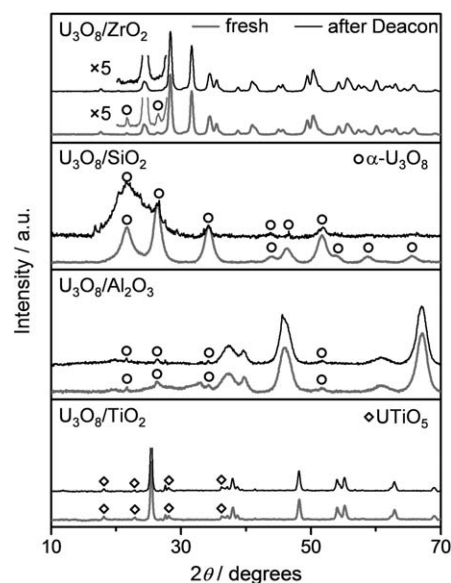 U₃O₈/ZrO₂
fresh
after Deacon
×5
×5
U₃O₈/SiO₂
α-U₃O₈
U₃O₈/Al₂O₃
U₃O₈/TiO₂
UTiO₅
Intensity / a.u.
10 30 50 70
2θ / degrees